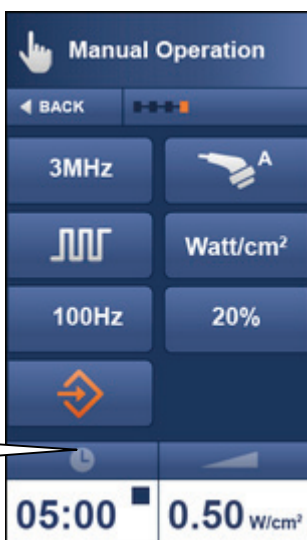 Manual Operation
BACK
3MHz
A
Watt/cm²
100Hz
20%
05:00
0.50 W/cm²